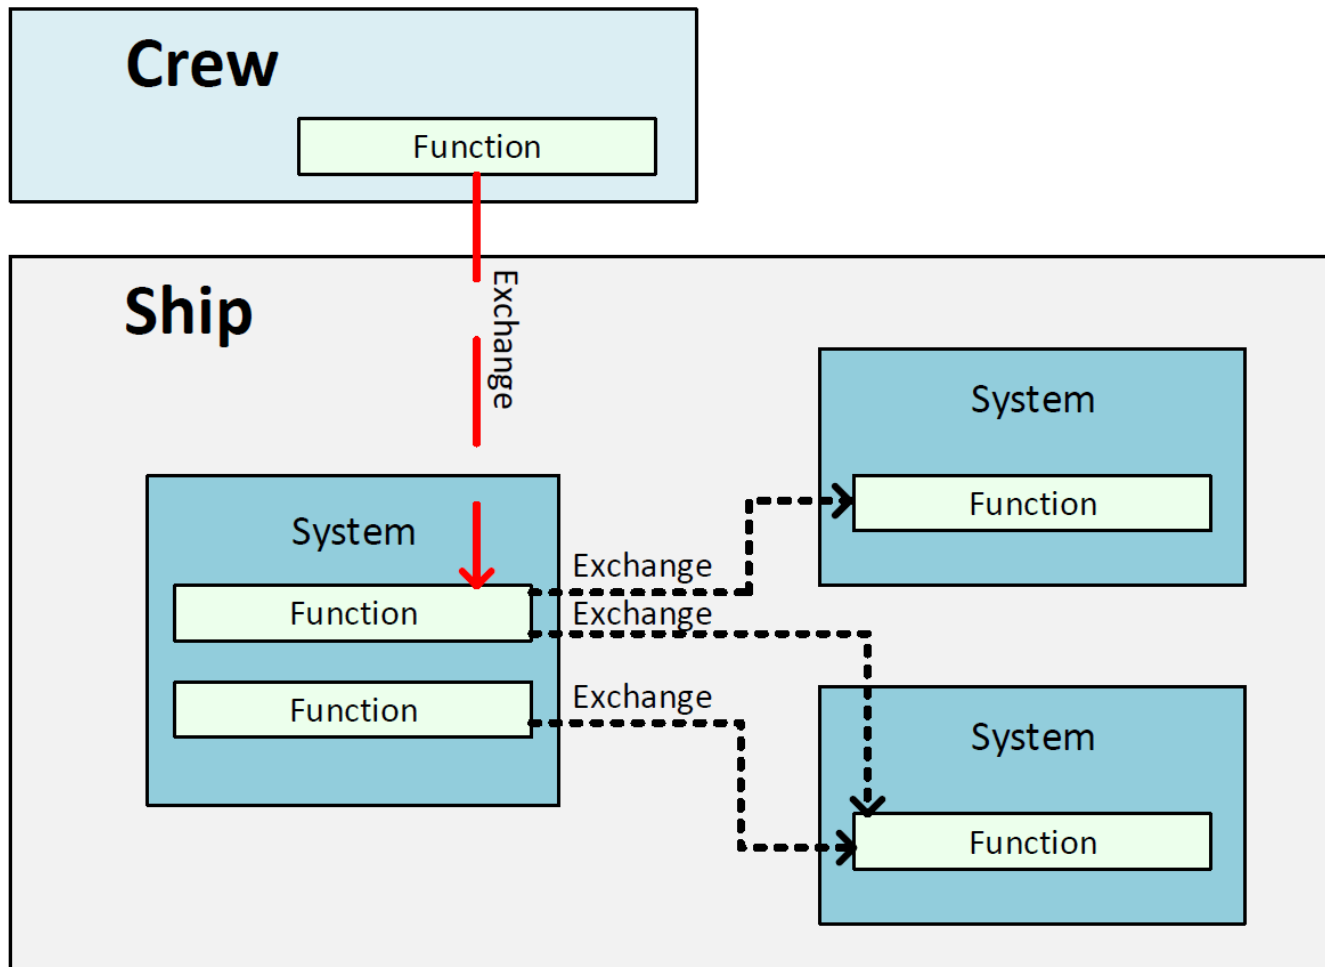 Crew
Function
Exchange
Ship
System
Function
System
Function
Function
Exchange
Exchange
Exchange
System
Function